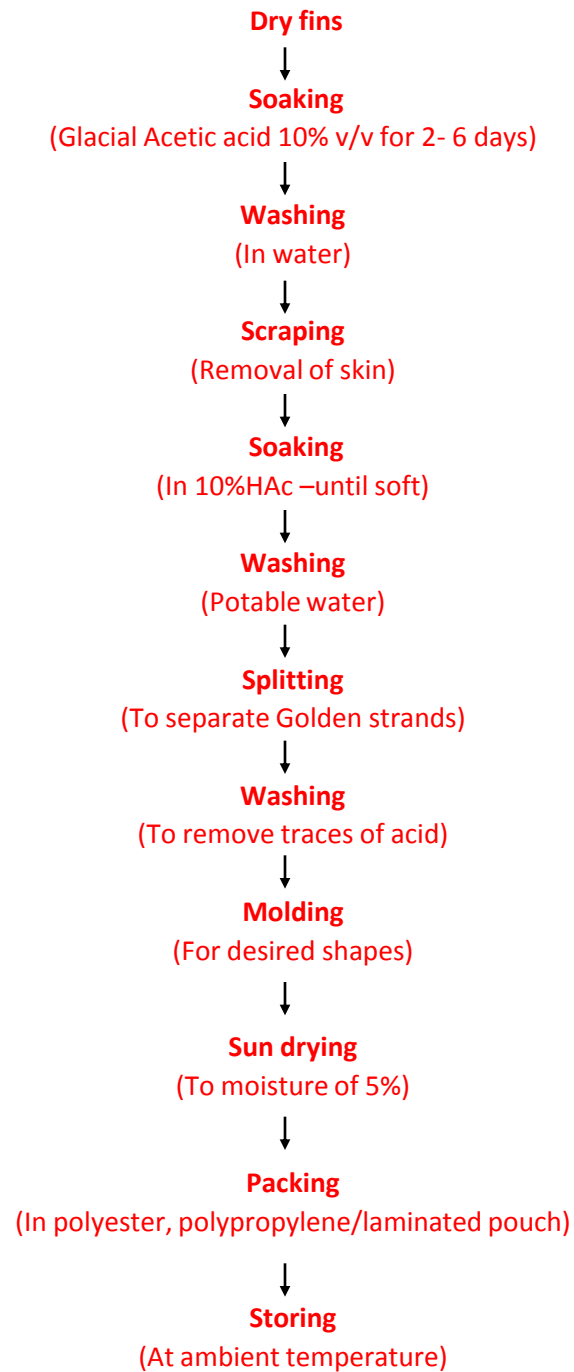 Dry fins
Soaking
(Glacial Acetic acid 10% v/v for 2- 6 days)
Washing
(In water)
Scraping
(Removal of skin)
Soaking
(In 10%HAc –until soft)
Washing
(Potable water)
Splitting
(To separate Golden strands)
Washing
(To remove traces of acid)
Molding
(For desired shapes)
Sun drying
(To moisture of 5%)
Packing
(In polyester, polypropylene/laminated pouch)
Storing
(At ambient temperature)